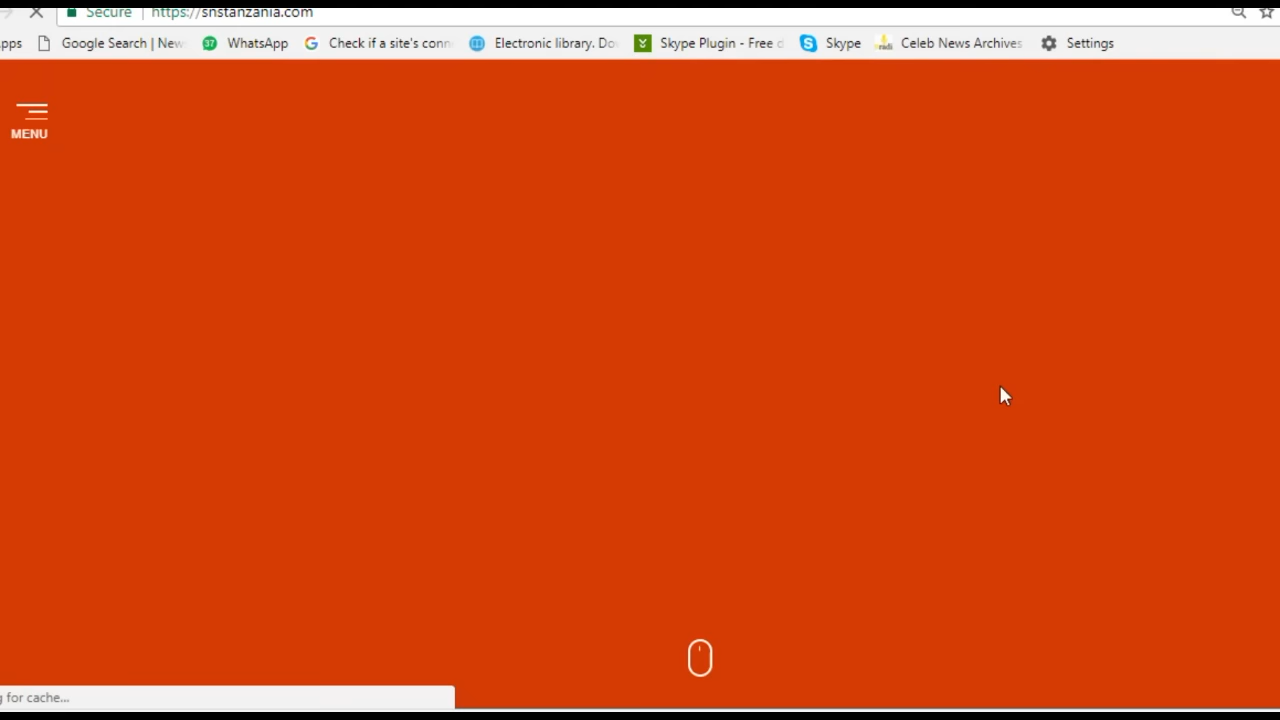 Secure | https://snstanzania.com
pps Google Search | New 37 WhatsApp Check if a site's conn Electronic library. Do Skype Plugin - Free d Skype Celeb News Archives Settings
MENU
g for cache...